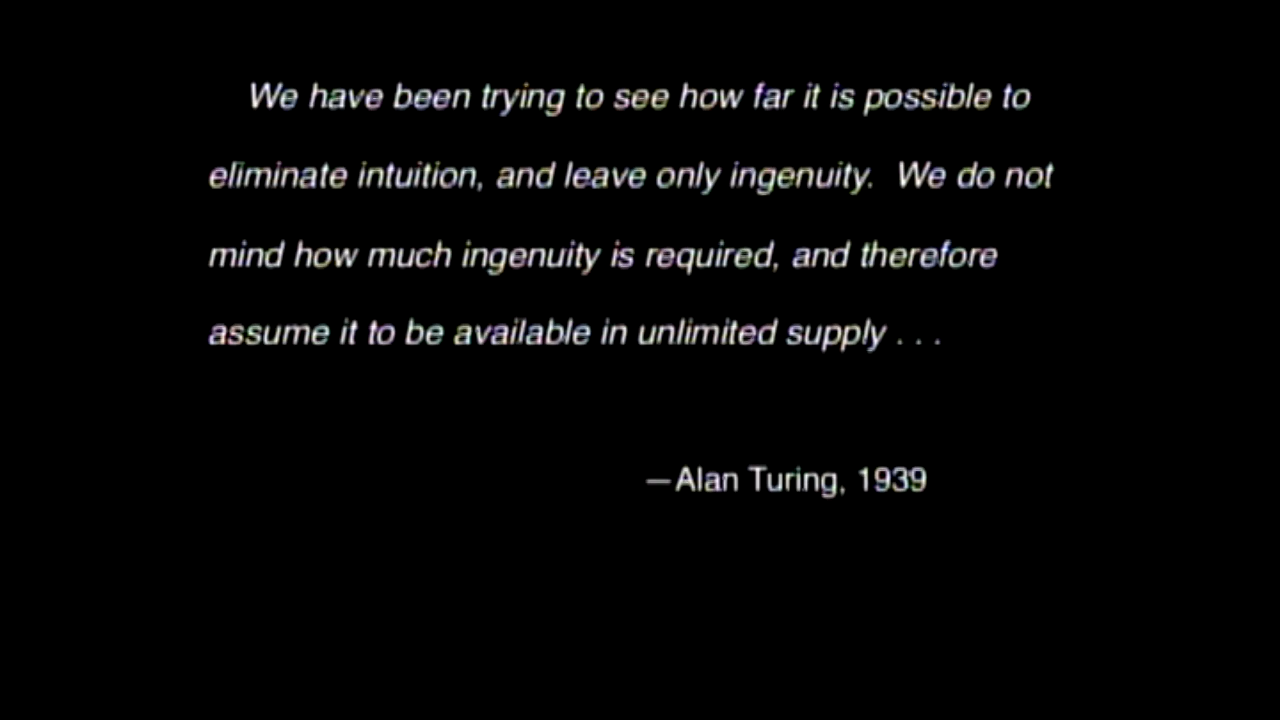 We have been trying to see how far it is possible to
eliminate intuition, and leave only ingenuity.  We do not
mind how much ingenuity is required, and therefore
assume it to be available in unlimited supply . . .
—Alan Turing, 1939